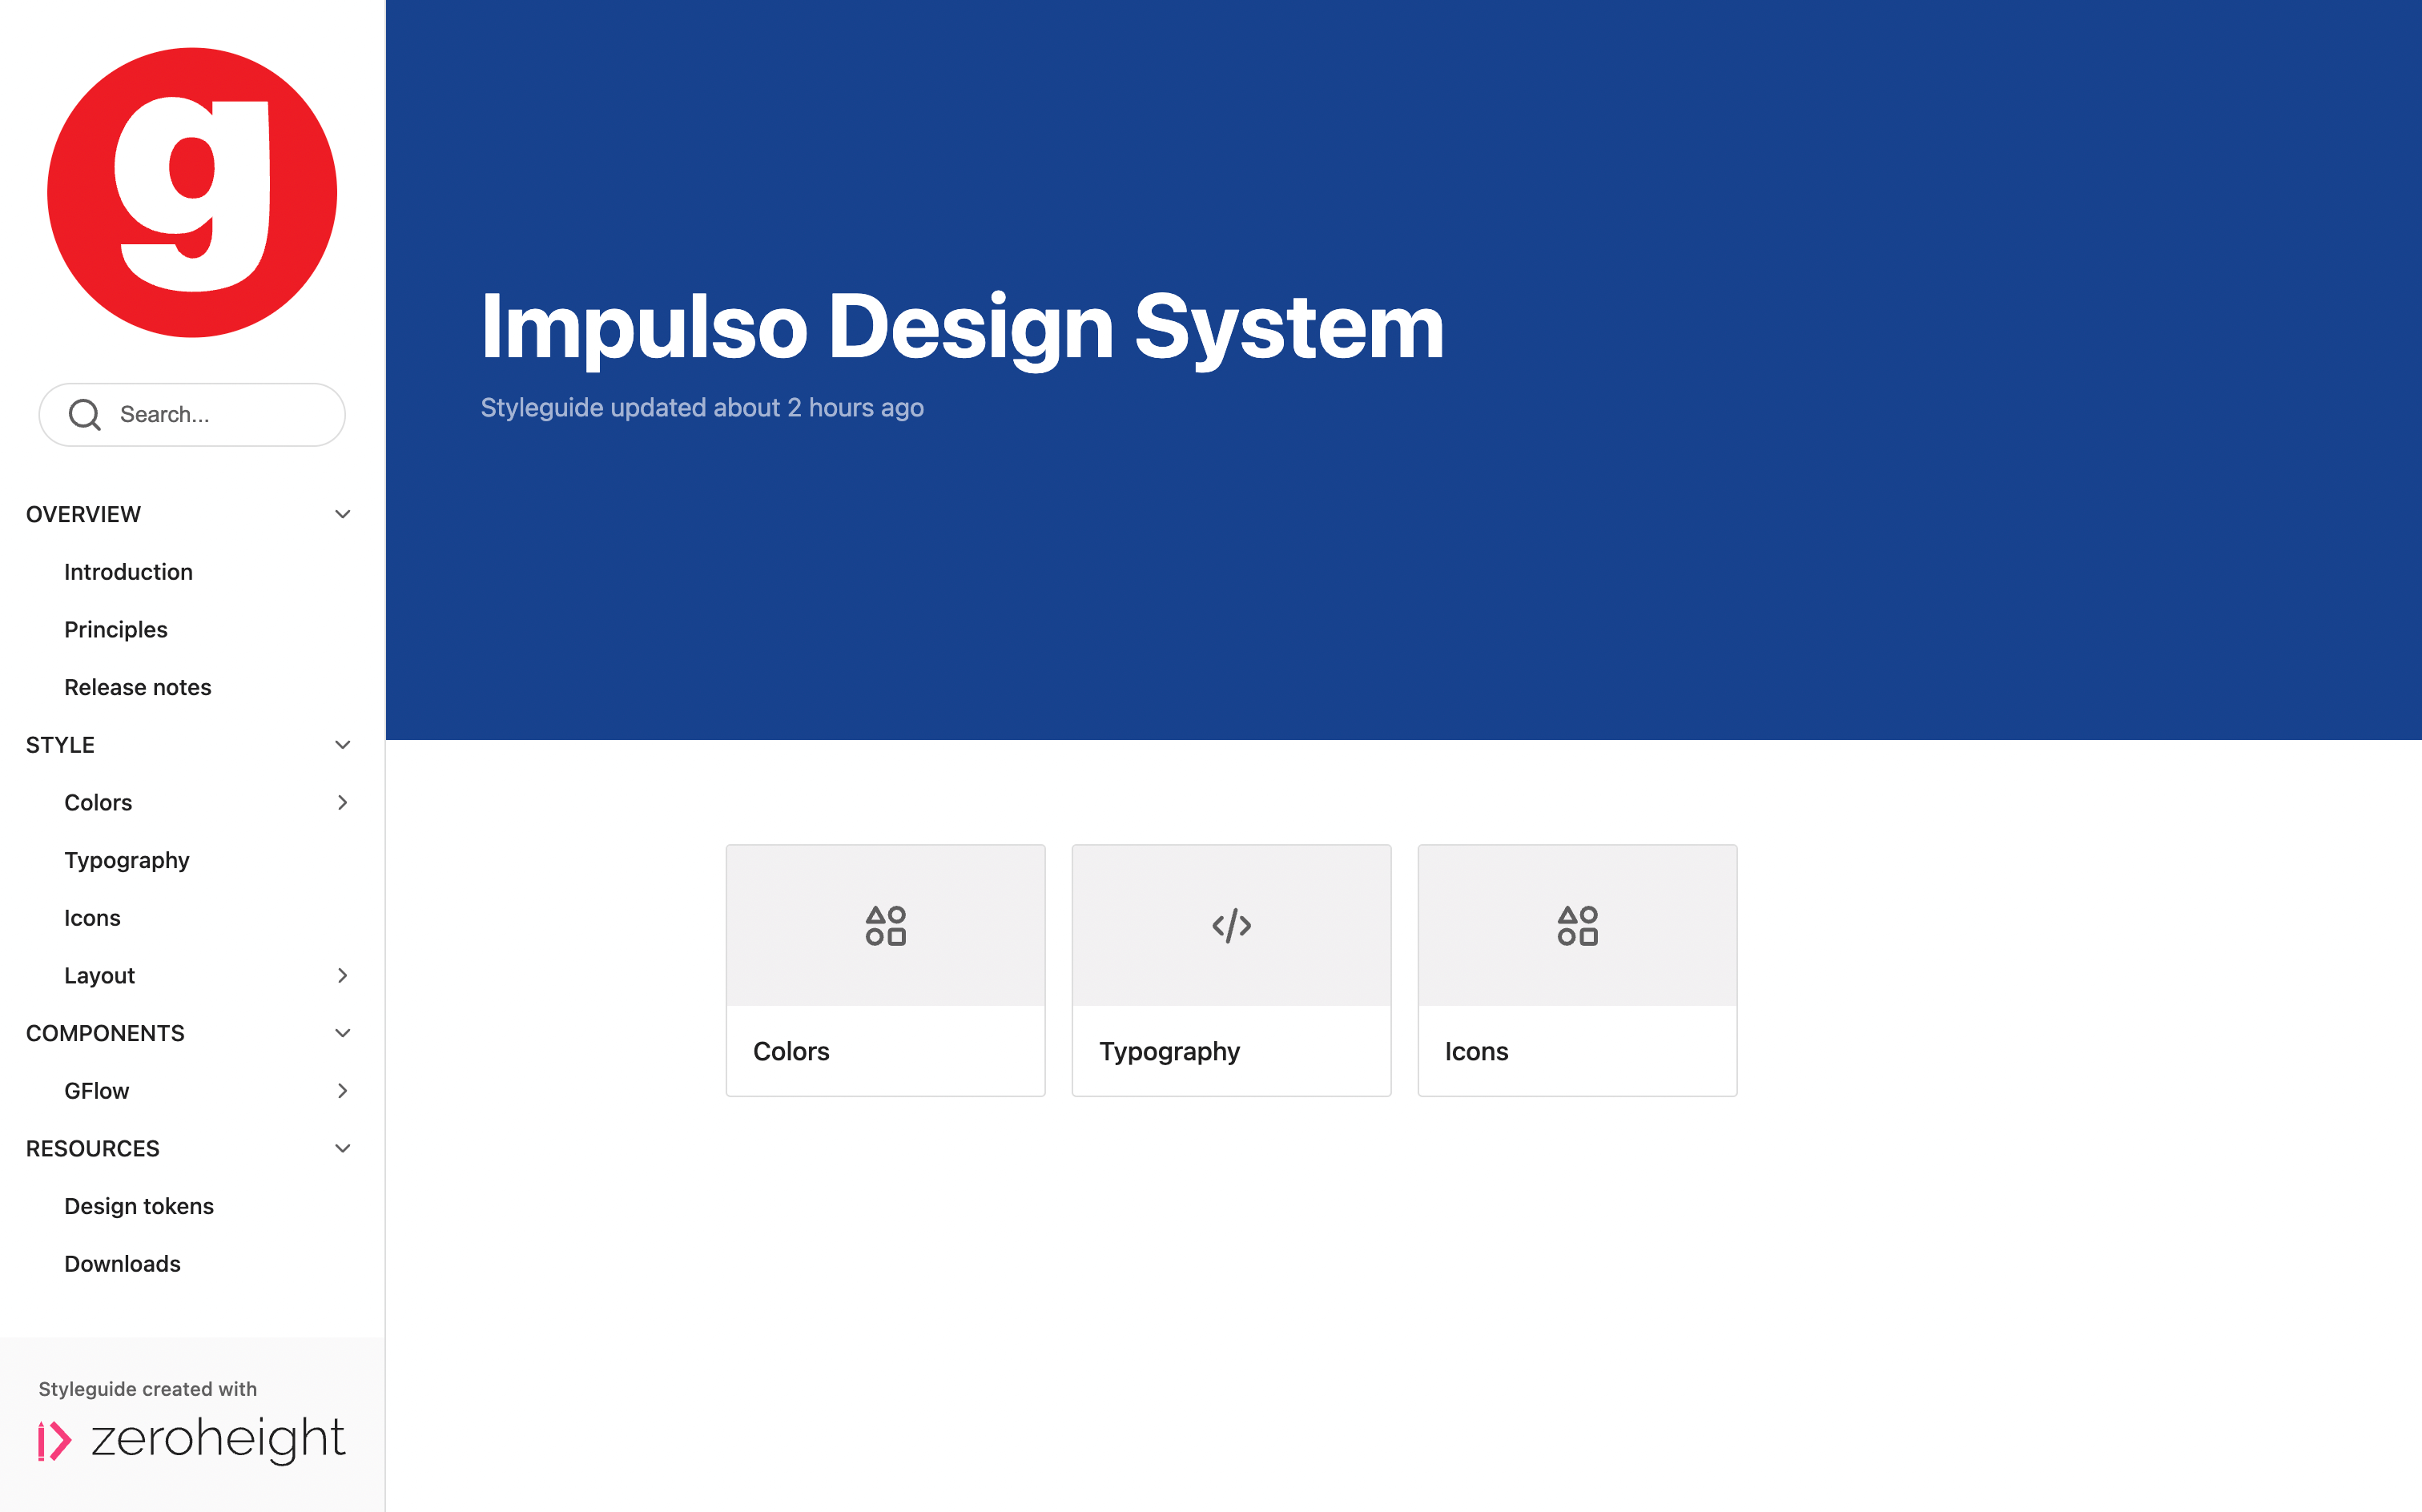 g
Search...
OVERVIEW
Introduction
Principles
Release notes
STYLE
Colors
Typography
Icons
Layout
COMPONENTS
GFlow
RESOURCES
Design tokens
Downloads
Styleguide created with
zeroheight
Impulso Design System
Styleguide updated about 2 hours ago
Colors
Typography
Icons